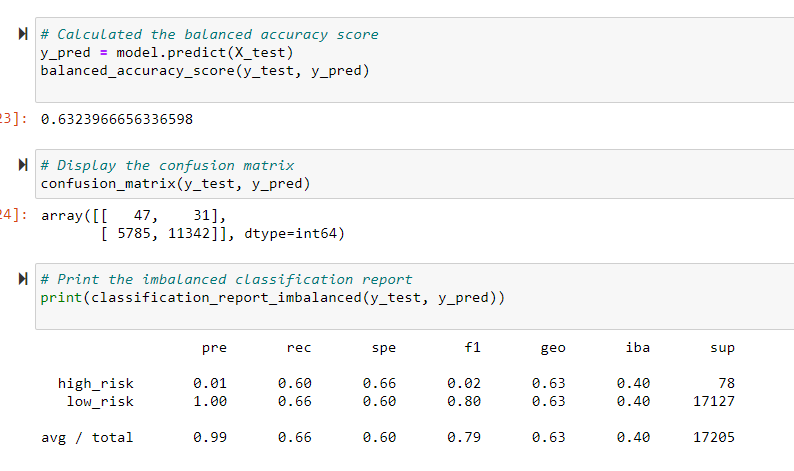 # Calculated the balanced accuracy score
y_pred = model.predict(X_test)
balanced_accuracy_score(y_test, y_pred)
23]: 0.6323966656336598
# Display the confusion matrix
confusion_matrix(y_test, y_pred)
24]: array([[   47,    31],
       [ 5785, 11342]], dtype=int64)
# Print the imbalanced classification report
print(classification_report_imbalanced(y_test, y_pred))
pre rec spe f1 geo iba sup
high_risk 0.01 0.60 0.66 0.02 0.63 0.40 78
low_risk 1.00 0.66 0.60 0.80 0.63 0.40 17127
avg / total 0.99 0.66 0.60 0.79 0.63 0.40 17205